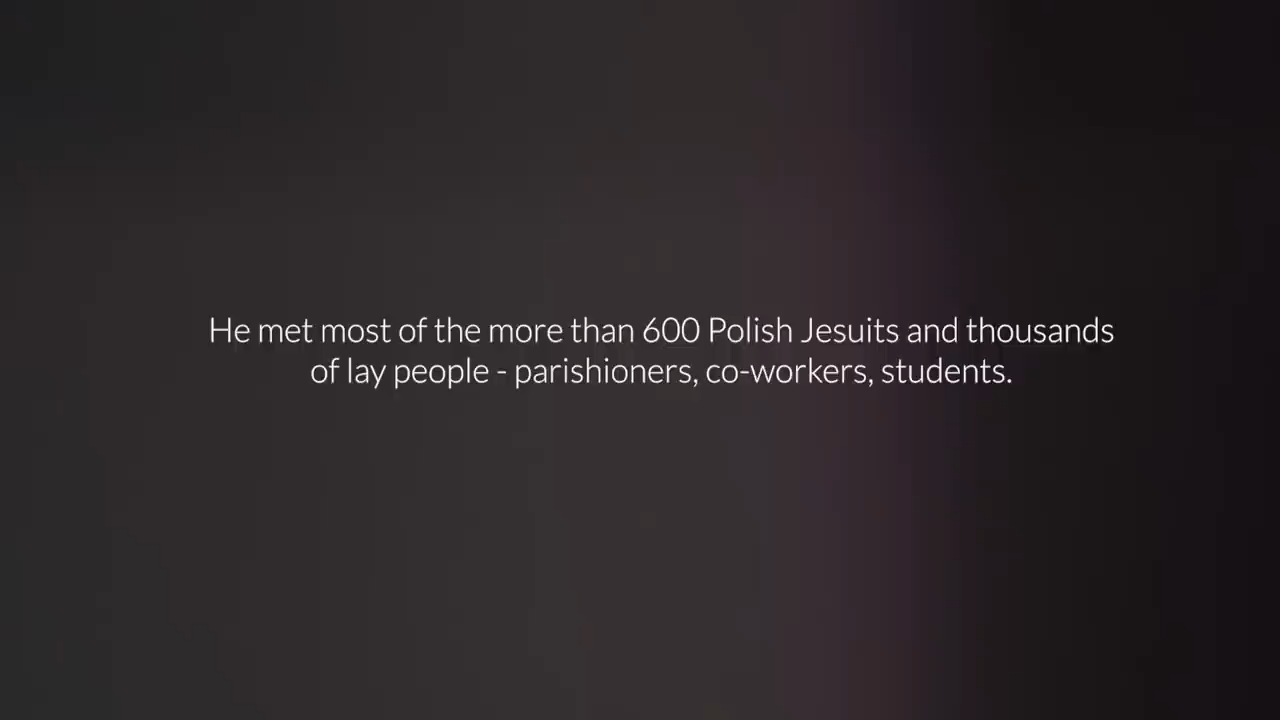 He met most of the more than 600 Polish Jesuits and thousands
of lay people - parishioners, co-workers, students.